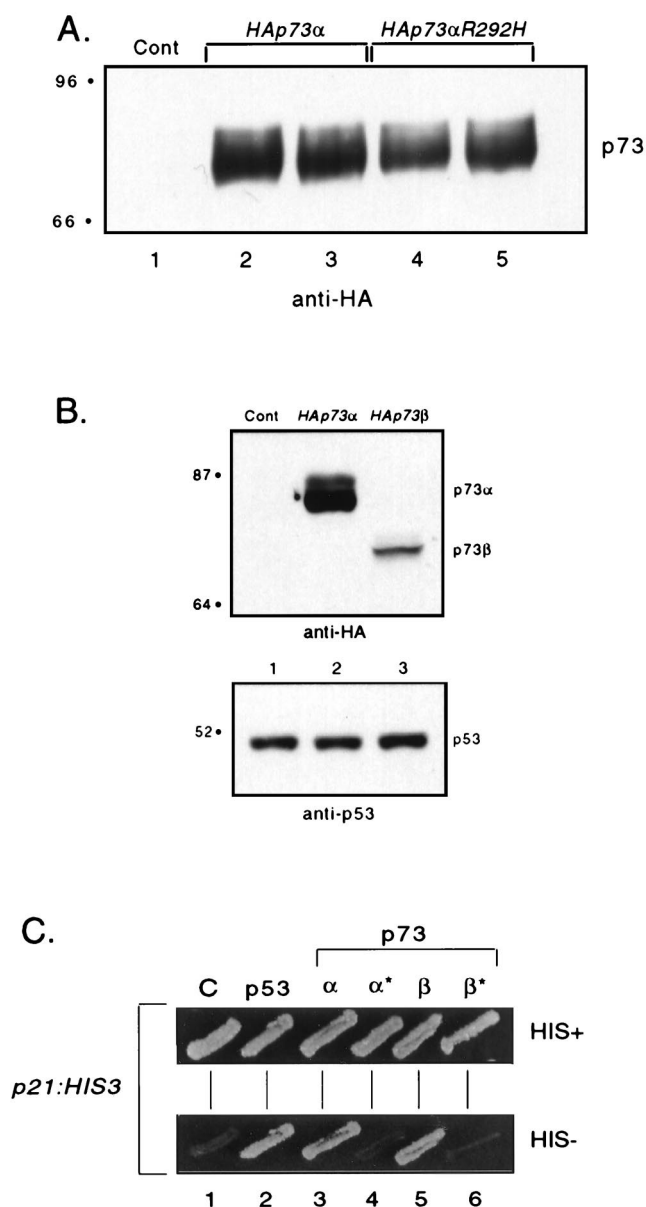 A.
Cont HAp73α HAp73αR292H
96 •
p73
66 •
1 2 3 4 5
anti-HA
B.
Cont HAp73α HAp73β
87 •
p73α
p73β
64 •
anti-HA
1 2 3
52 •
p53
anti-p53
C.
p73
C p53 α α* β β*
HIS+
p21:HIS3
HIS-
1 2 3 4 5 6